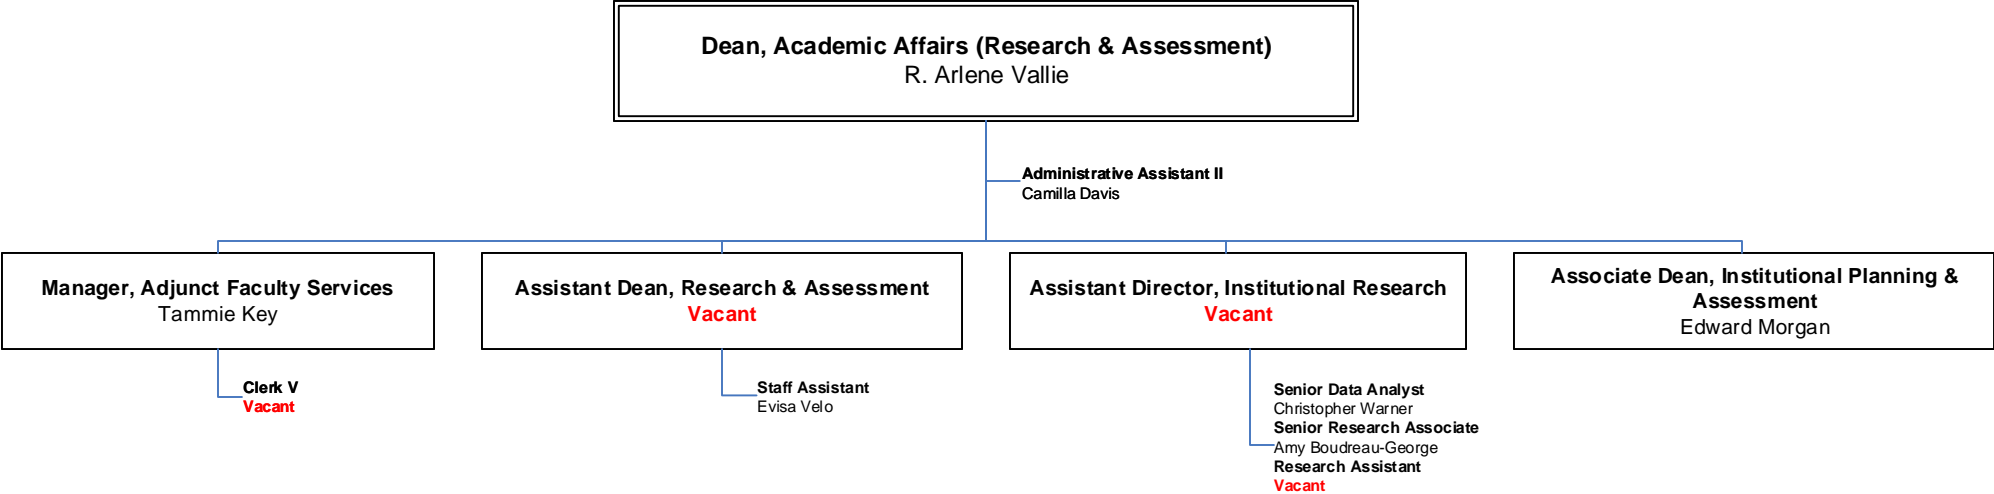 Dean, Academic Affairs (Research & Assessment)
R. Arlene Vallie
Administrative Assistant II
Camilla Davis
Manager, Adjunct Faculty Services
Tammie Key
Assistant Dean, Research & Assessment
Vacant
Assistant Director, Institutional Research
Vacant
Associate Dean, Institutional Planning &
Assessment
Edward Morgan
Clerk V
Vacant
Staff Assistant
Evisa Velo
Senior Data Analyst
Christopher Warner
Senior Research Associate
Amy Boudreau-George
Research Assistant
Vacant